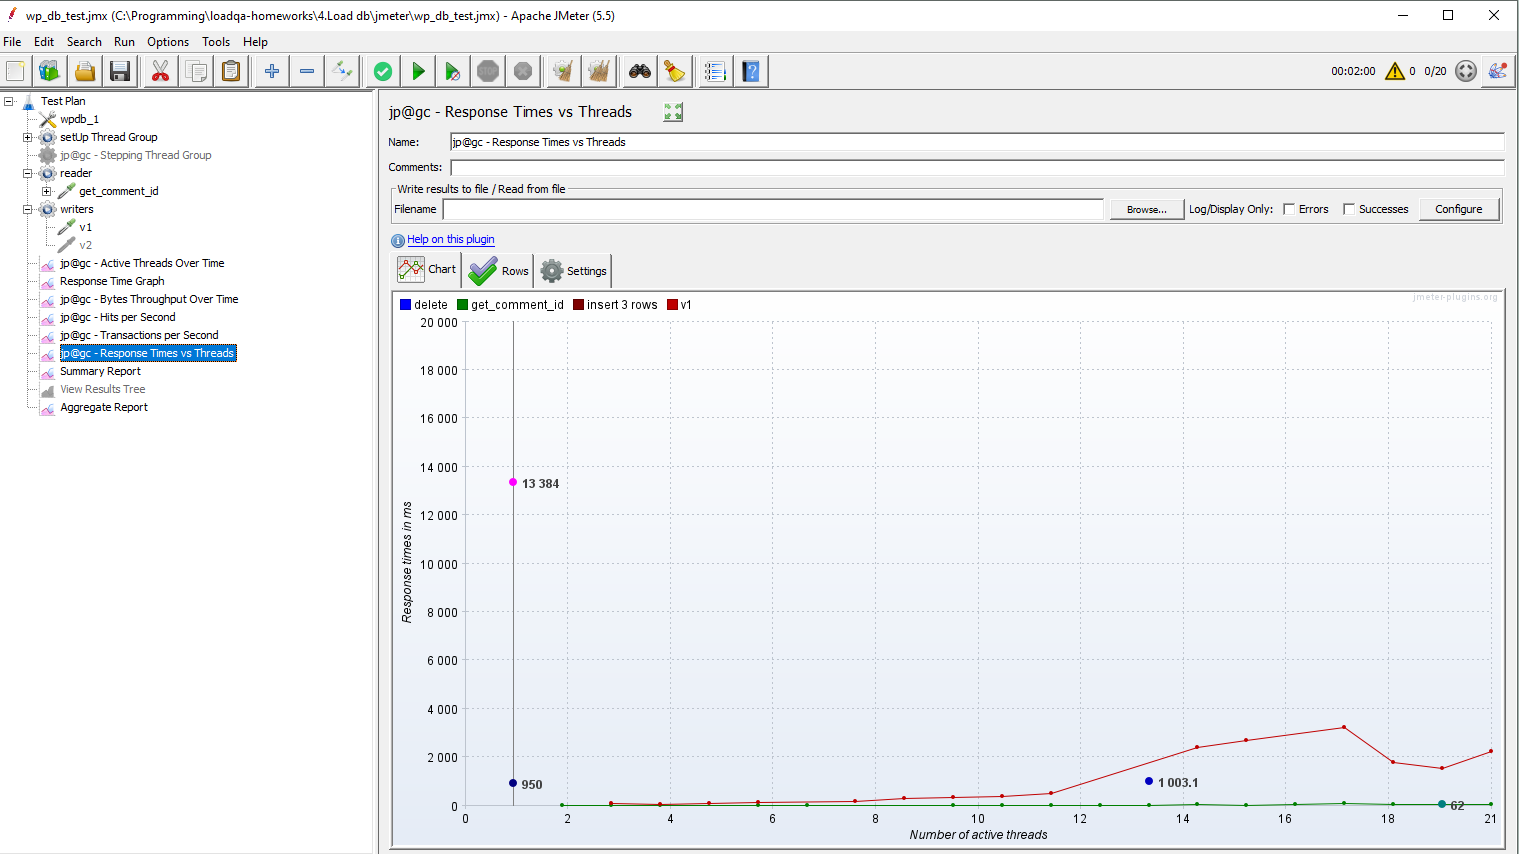 wp_db_test.jmx (C:\Programming\loadqa-homeworks\4.Load db\jmeter\wp_db_test.jmx) - Apache JMeter (5.5)
File Edit Search Run Options Tools Help
00:02:00 0 0/20
Test Plan
wpdb_1
setUp Thread Group
jp@gc - Stepping Thread Group
reader
get_comment_id
writers
v1
v2
jp@gc - Active Threads Over Time
Response Time Graph
jp@gc - Bytes Throughput Over Time
jp@gc - Hits per Second
jp@gc - Transactions per Second
jp@gc - Response Times vs Threads
Summary Report
View Results Tree
Aggregate Report
jp@gc - Response Times vs Threads
Name: jp@gc - Response Times vs Threads
Comments:
Write results to file / Read from file
Filename Browse... Log/Display Only: Errors Successes Configure
Help on this plugin
Chart Rows Settings
jmeter-plugins.org
delete get_comment_id insert 3 rows v1
20 000
18 000
16 000
14 000
13 384
12 000
10 000
8 000
6 000
4 000
2 000
950 1 003.1
0 62
Response times in ms
0 2 4 6 8 10 12 14 16 18 21
Number of active threads